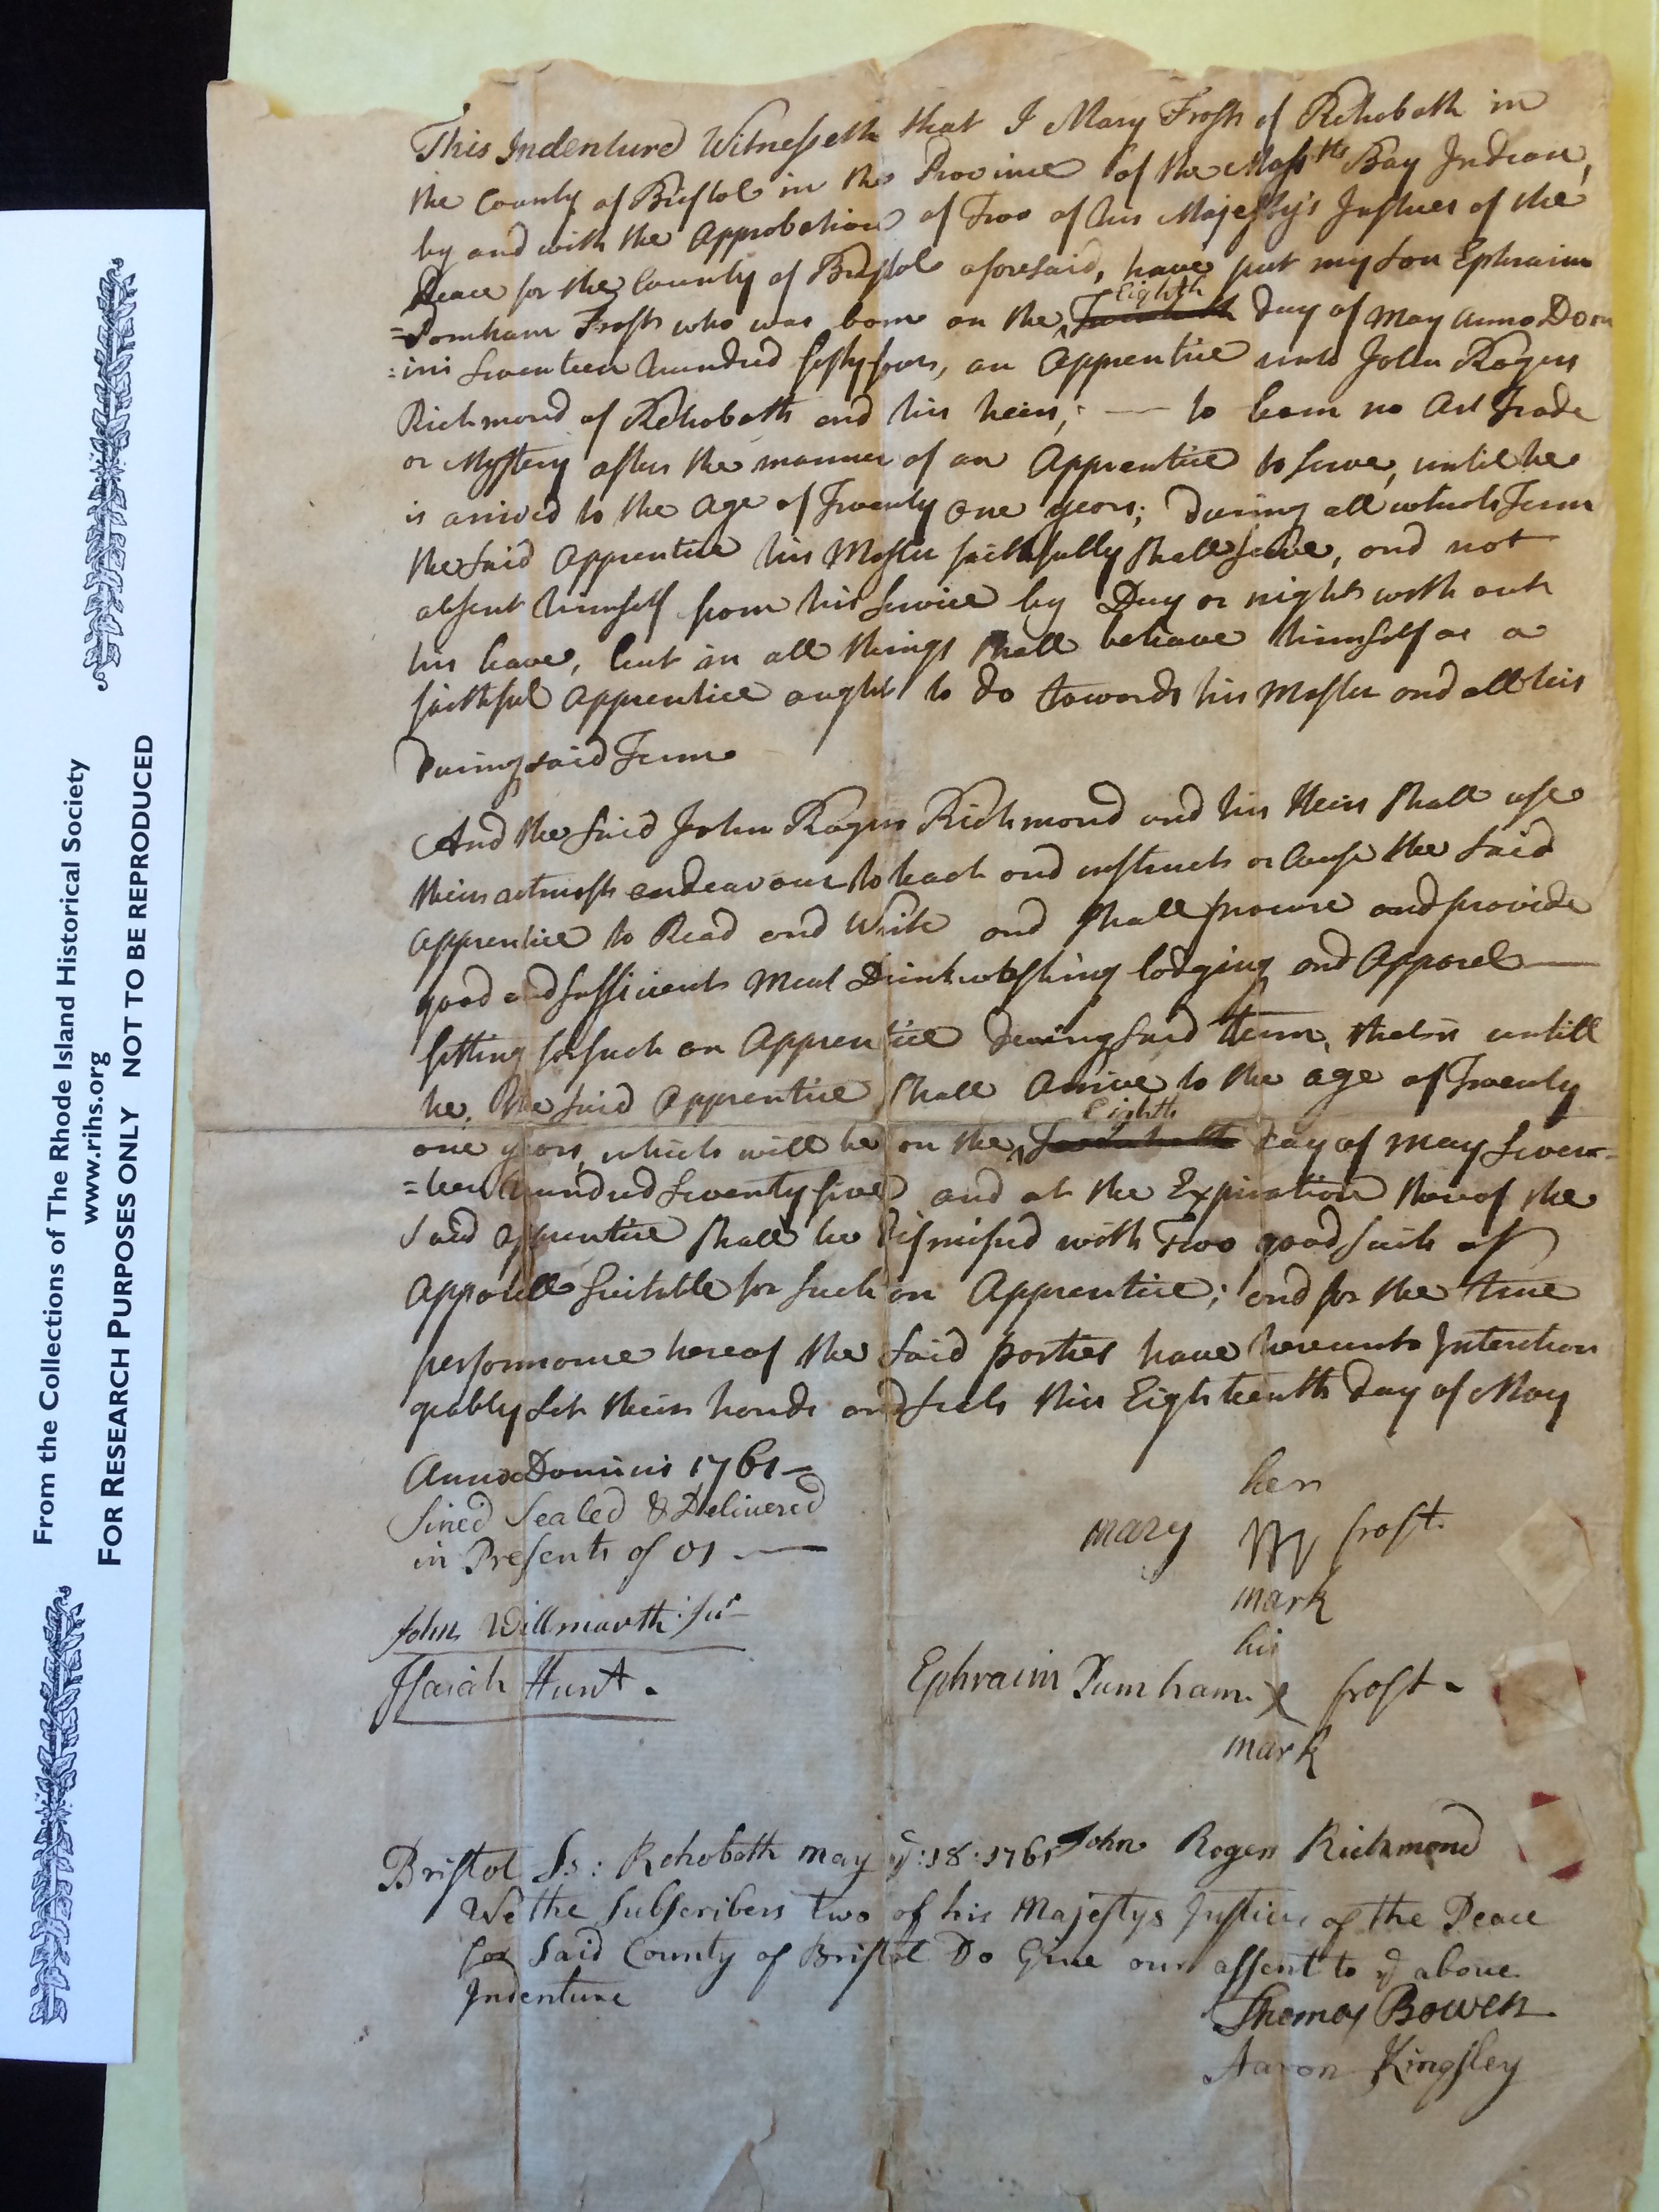 This Indenture Witnesseth that I Mary Frost of Rehoboth in
the County of Bristol in the Province of the Masstts Bay Indian,
by and with the Approbation of Two of his Majesty's Justices of the
Peace for the County of Bristol aforesaid, have put my son Ephraim
=Pomham Frost who was born on the Eighth day of May Anno Dom
=ini Seventeen hundred fifty four, an Apprentice unto John Rogers
Richmond of Rehoboth and his heirs; — to learn no Art Trade
or Mystery after the manner of an Apprentice to serve, until he
is arrived to the Age of Twenty one years; During all which Term
the said Apprentice his Master faithfully shall serve, and not
absent himself from his service by Day or night with out
his leave, but in all things shall behave himself as a
faithful Apprentice ought to do towards his Master and all his
During said Term
And the said John Rogers Richmond and his Heirs shall use
their utmost endeavour to teach and instruct or Cause the said
Apprentice to Read and Write and shall procure and provide
good and sufficient Meat Drink washing lodging and Apparel —
fitting for such an Apprentice During said term, that is untill
he, the said Apprentice, shall Arrive to the age of Twenty
one years, which will be on the Eighth day of May Seven=
=teen hundred Seventy five and at the Expiration thereof the
said Apprentice shall be Dismissed with Two good suits of
Apparell suitable for such an Apprentice; and for the true
performance hereof the said parties have hereunto Interchan
geably set their hands and seals this Eighteenth day of May
Anno Domini 1761 =
Sined Sealed & Delivered
in Presents of us —
her
mary M frost.
mark
John Willmarth Jur
his
Isaiah Hunt.
Ephraim Pumham. x frost.
mark
John Rogers Richmond
Bristol Ss: Rehoboth may ye: 18: 1761
We the Subscribers two of his Majestys Justices of the Peace
for Said County of Bristol Do Give our assent to ye above
Indenture
Thomas Bowen
Aaron Kingsley
From the Collections of The Rhode Island Historical Society
www.rihs.org
FOR RESEARCH PURPOSES ONLY NOT TO BE REPRODUCED